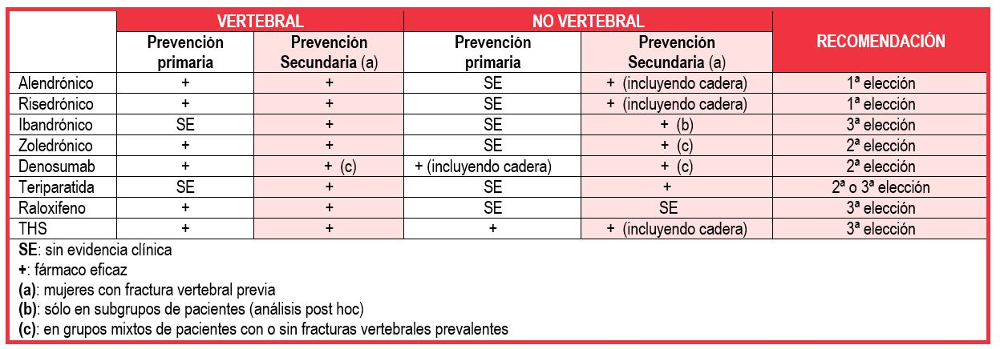 VERTEBRAL NO VERTEBRAL RECOMENDACIÓN
Prevención primaria Prevención Secundaria (a) Prevención primaria Prevención Secundaria (a)
Alendrónico + + SE + (incluyendo cadera) 1ª elección
Risedrónico + + SE + (incluyendo cadera) 1ª elección
Ibandrónico SE + SE + (b) 3ª elección
Zoledrónico + + SE + (c) 2ª elección
Denosumab + + (c) + (incluyendo cadera) + (c) 2ª elección
Teriparatida SE + SE + 2ª o 3ª elección
Raloxifeno + + SE SE 3ª elección
THS + + + + (incluyendo cadera) 3ª elección
SE: sin evidencia clínica
+: fármaco eficaz
(a): mujeres con fractura vertebral previa
(b): sólo en subgrupos de pacientes (análisis post hoc)
(c): en grupos mixtos de pacientes con o sin fracturas vertebrales prevalentes